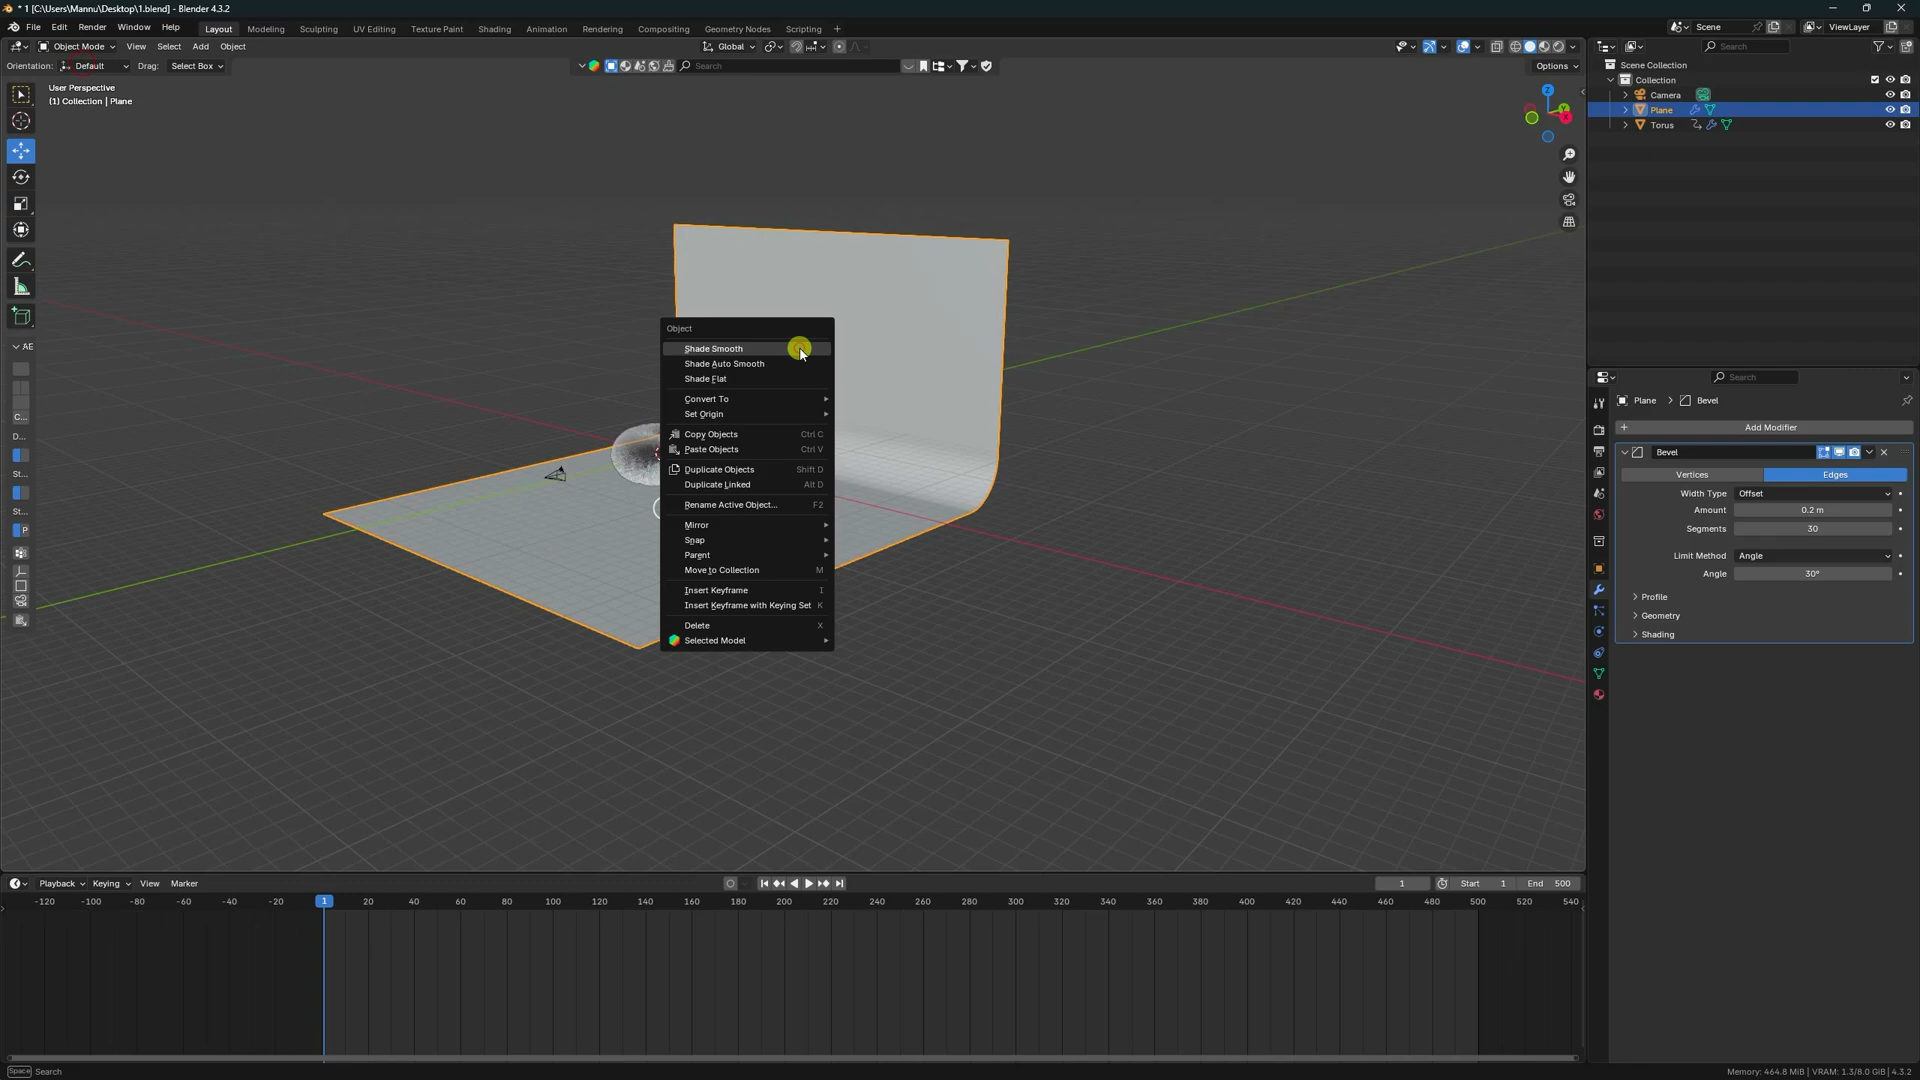 * 1 [C:\Users\Mannu\Desktop\1.blend] - Blender 4.3.2
File Edit Render Window Help
Layout Modeling Sculpting UV Editing Texture Paint Shading Animation Rendering Compositing Geometry Nodes Scripting +
Scene ViewLayer
Object Mode View Select Add Object
Global
Search
Orientation: Default Drag: Select Box
Search
Options
User Perspective
(1) Collection | Plane
Z
Y
X
Scene Collection
Collection
Camera
Plane
Torus
AE
C...
D...
St...
St...
P
Object
Shade Smooth
Shade Auto Smooth
Shade Flat
Convert To
Set Origin
Copy Objects Ctrl C
Paste Objects Ctrl V
Duplicate Objects Shift D
Duplicate Linked Alt D
Rename Active Object... F2
Mirror
Snap
Parent
Move to Collection M
Insert Keyframe I
Insert Keyframe with Keying Set K
Delete X
Selected Model
Search
Plane > Bevel
+ Add Modifier
Bevel
Vertices Edges
Width Type Offset
Amount 0.2 m
Segments 30
Limit Method Angle
Angle 30°
Profile
Geometry
Shading
Playback Keying View Marker
1 Start 1 End 500
-120 -100 -80 -60 -40 -20 1 20 40 60 80 100 120 140 160 180 200 220 240 260 280 300 320 340 360 380 400 420 440 460 480 500 520 540
Space Search
Memory: 464.8 MiB | VRAM: 1.3/8.0 GiB | 4.3.2